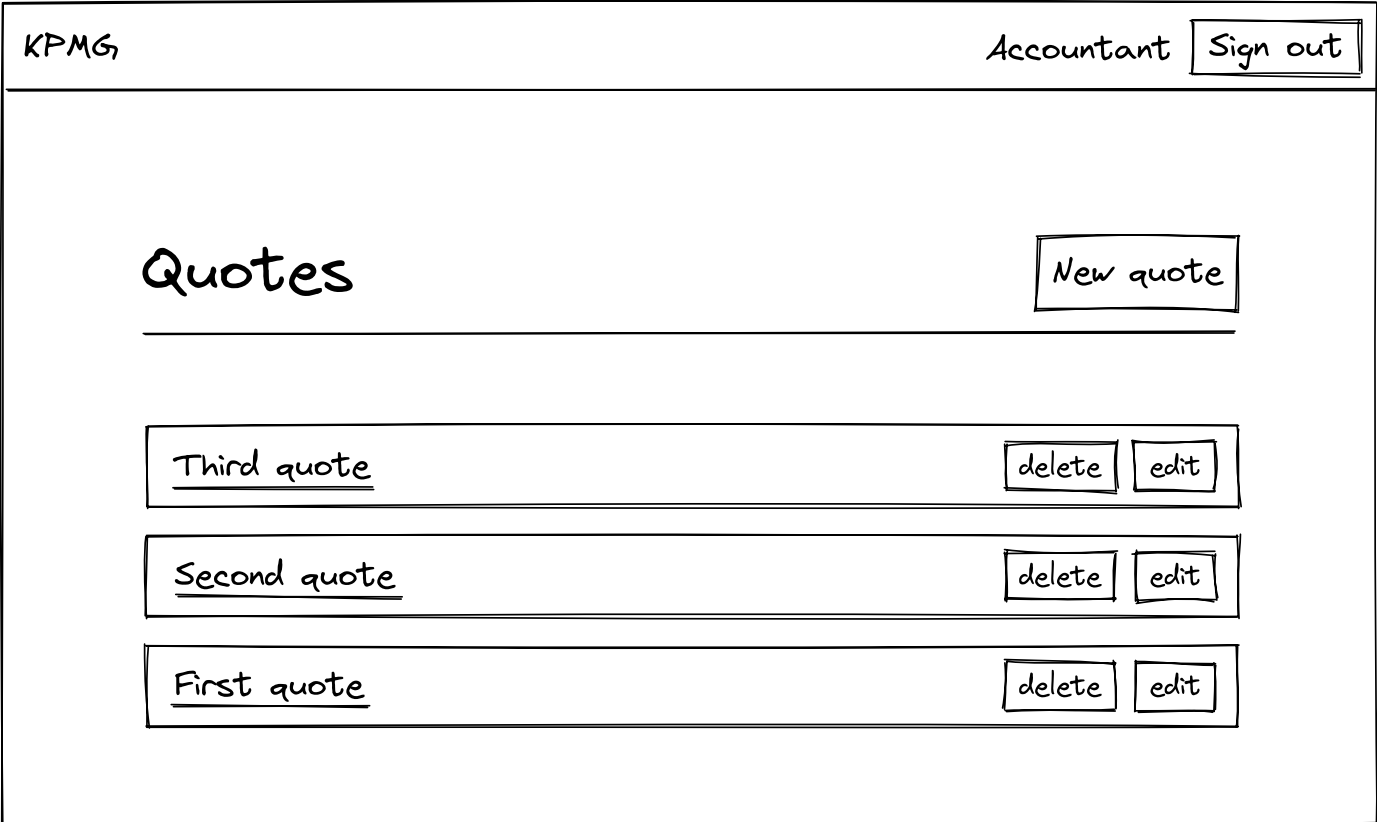 KPMG Accountant Sign out
Quotes New quote
Third quote delete edit
Second quote delete edit
First quote delete edit